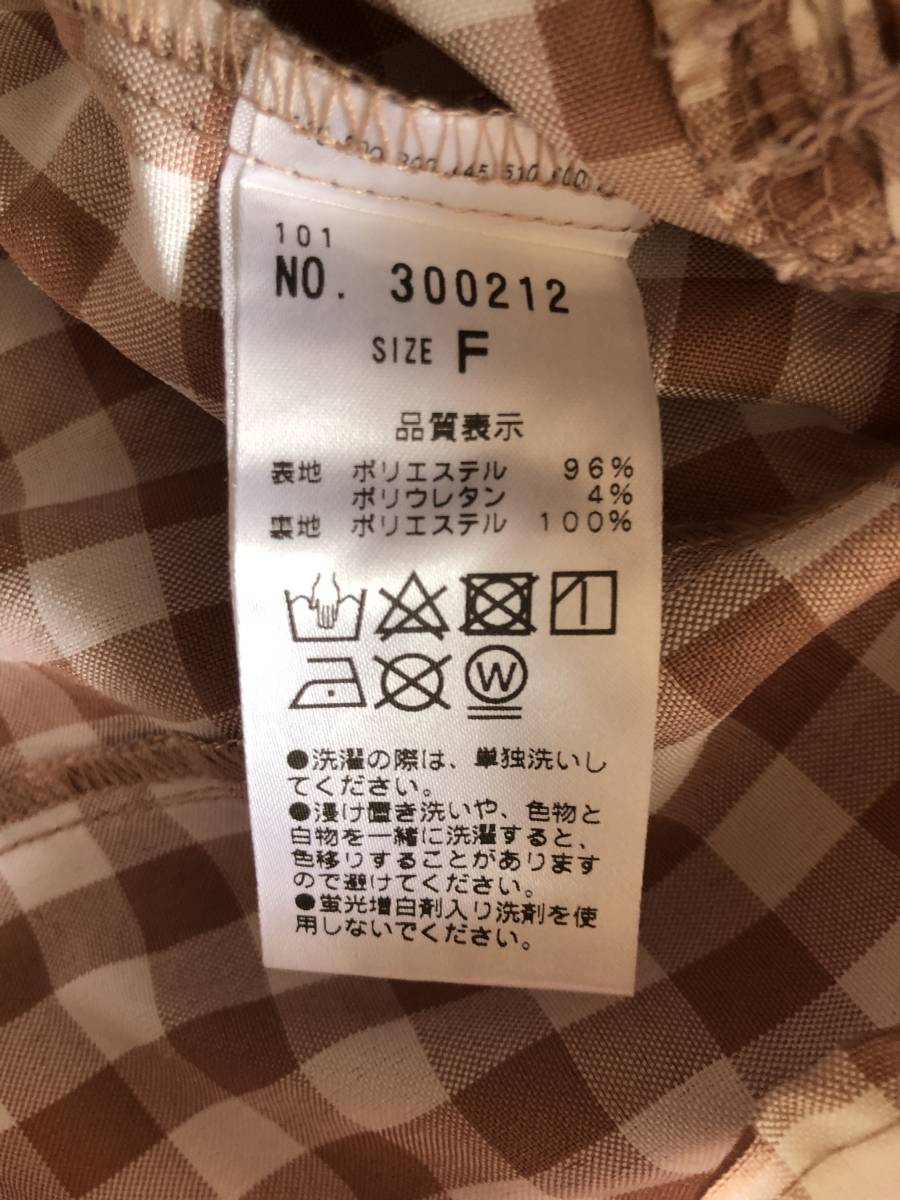 300 445 510 600
101
NO. 300212
SIZE F
品質表示
表地 ポリエステル 96%
ポリウレタン 4%
裏地 ポリエステル 100%
W
●洗濯の際は、単独洗いし
てください。
●浸け置き洗いや、色物と
白物を一緒に洗濯すると、
色移りすることがあります
ので避けてください。
●蛍光増白剤入り洗剤を使
用しないでください。